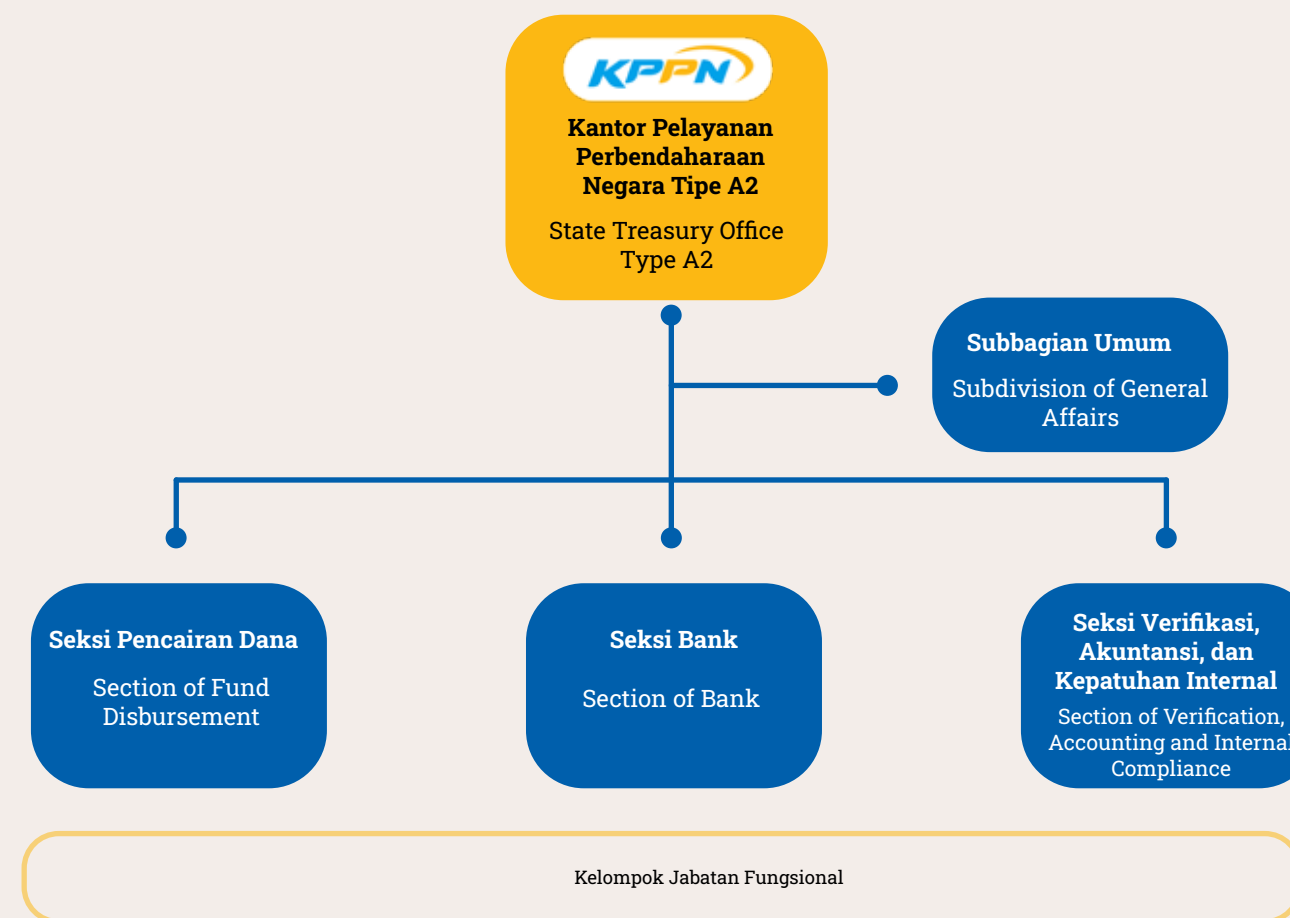 KPPN
Kantor Pelayanan
Perbendaharaan
Negara Tipe A2
State Treasury Office
Type A2
Subbagian Umum
Subdivision of General
Affairs
Seksi Pencairan Dana
Section of Fund
Disbursement
Seksi Bank
Section of Bank
Seksi Verifikasi,
Akuntansi, dan
Kepatuhan Internal
Section of Verification,
Accounting and Internal
Compliance
Kelompok Jabatan Fungsional